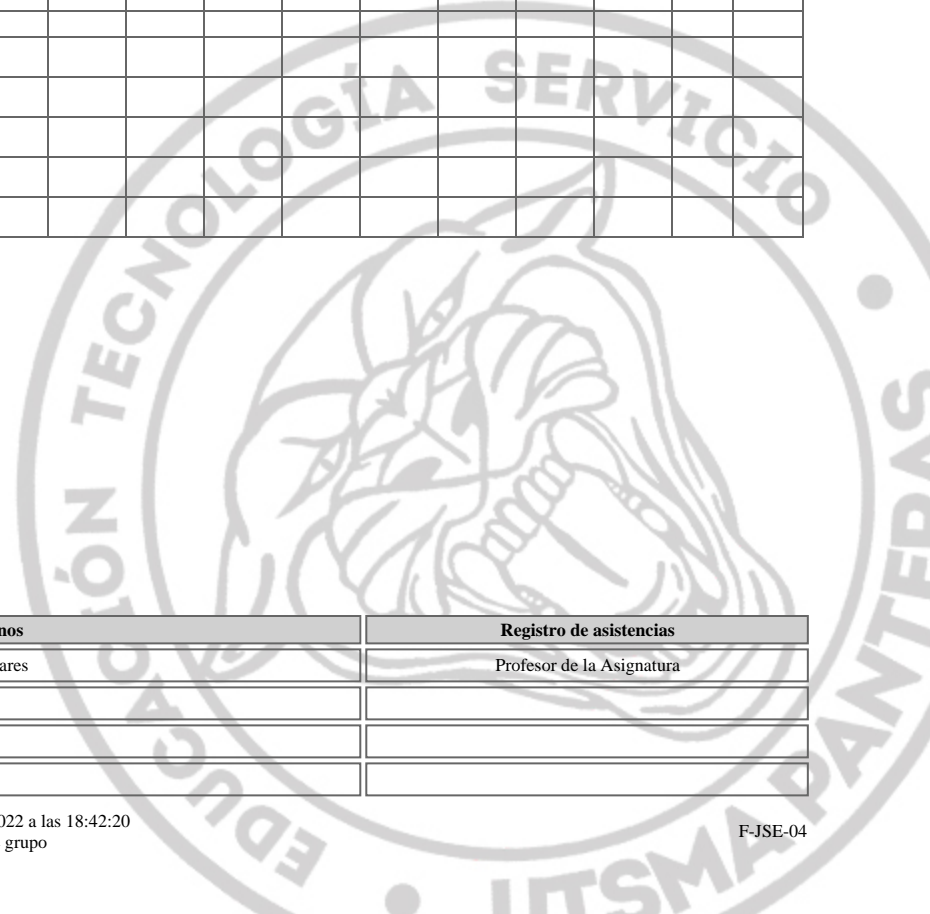 nos
Registro de asistencias
ares
Profesor de la Asignatura
022 a las 18:42:20
grupo
F-JSE-04
EDUCACIÓN TECNOLOGÍA SERVICIO
UTSMA PANTERAS